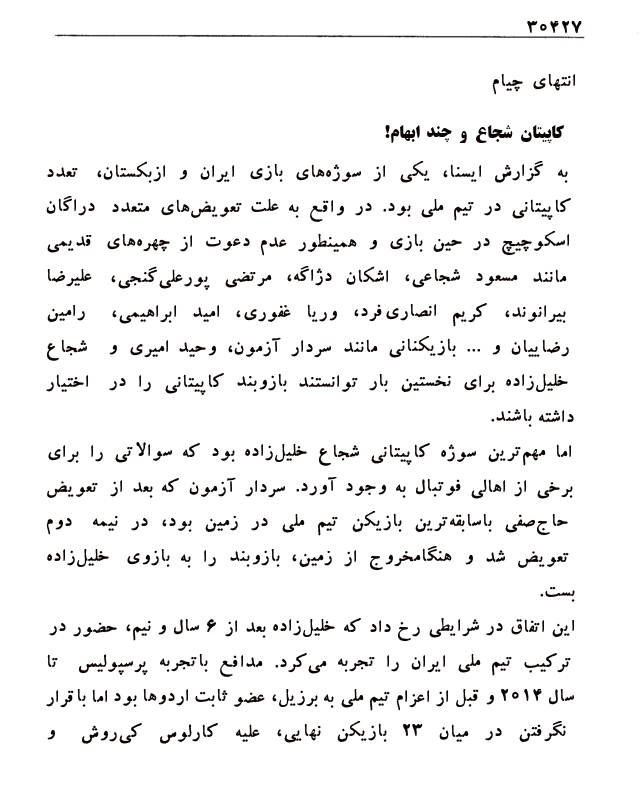 ۳۰۴۲۷
انتهای چیام
کاپیتان شجاع و چند ابهام!
به گزارش ایسنا، یکی از سوژه‌های بازی ایران و ازبکستان، تعدد
کاپیتانی در تیم ملی بود. در واقع به علت تعویض‌های متعدد دراگان
اسکوچیچ در حین بازی و همینطور عدم دعوت از چهره‌های قدیمی
مانند مسعود شجاعی، اشکان دژاگه، مرتضی پورعلی‌گنجی، علیرضا
بیرانوند، کریم انصاری‌فرد، وریا غفوری، امید ابراهیمی، رامین
رضاییان و ... بازیکنانی مانند سردار آزمون، وحید امیری و شجاع
خلیل‌زاده برای نخستین بار توانستند بازوبند کاپیتانی را در اختیار
داشته باشند.
اما مهم‌ترین سوژه کاپیتانی شجاع خلیل‌زاده بود که سوالاتی را برای
برخی از اهالی فوتبال به وجود آورد. سردار آزمون که بعد از تعویض
حاج‌صفی باسابقه‌ترین بازیکن تیم ملی در زمین بود، در نیمه دوم
تعویض شد و هنگامخروج از زمین، بازوبند را به بازوی خلیل‌زاده
بست.
این اتفاق در شرایطی رخ داد که خلیل‌زاده بعد از ۶ سال و نیم، حضور در
ترکیب تیم ملی ایران را تجربه می‌کرد. مدافع باتجربه پرسپولیس تا
سال ۲۰۱۴ و قبل از اعزام تیم ملی به برزیل، عضو ثابت اردوها بود اما با قرار
نگرفتن در میان ۲۳ بازیکن نهایی، علیه کارلوس کی‌روش و